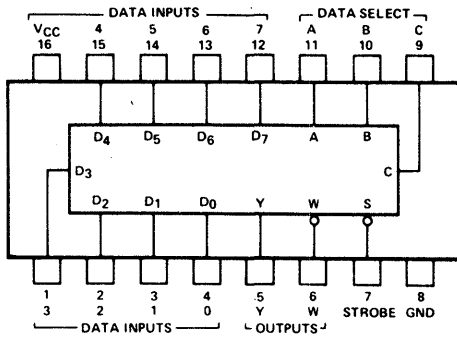 DATA INPUTS DATA SELECT
VCC 4 5 6 7 A B C
16 15 14 13 12 11 10 9
D4 D5 D6 D7 A B
D3 C
D2 D1 D0 Y W S
1 2 3 4 5 6 7 8
3 2 1 0 Y W STROBE GND
DATA INPUTS OUTPUTS